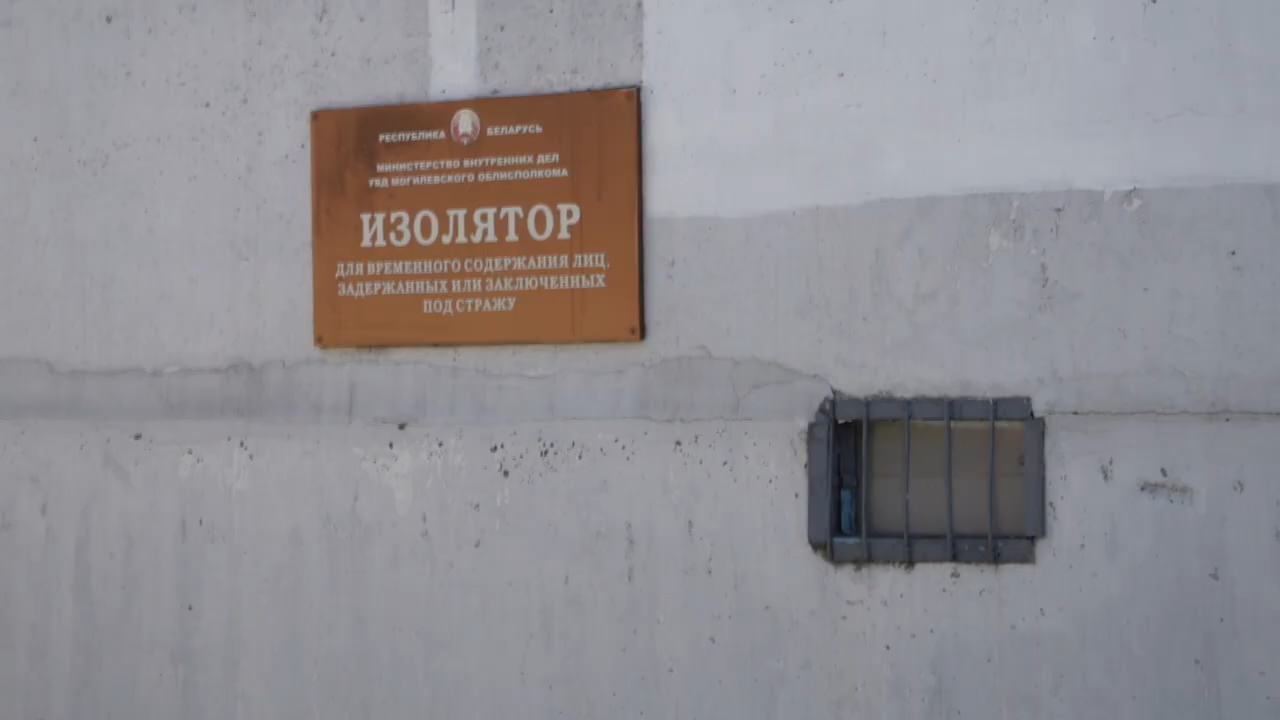 РЕСПУБЛИКА БЕЛАРУСЬ
МИНИСТЕРСТВО ВНУТРЕННИХ ДЕЛ
УВД МОГИЛЕВСКОГО ОБЛИСПОЛКОМА
ИЗОЛЯТОР
ДЛЯ ВРЕМЕННОГО СОДЕРЖАНИЯ ЛИЦ,
ЗАДЕРЖАННЫХ ИЛИ ЗАКЛЮЧЕННЫХ
ПОД СТРАЖУ